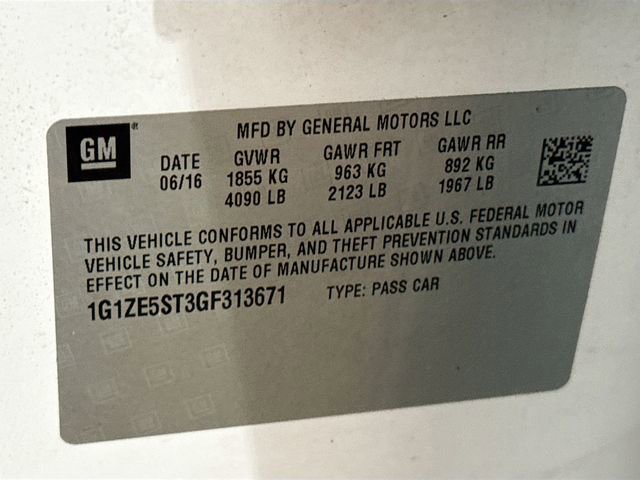 GM
MFD BY GENERAL MOTORS LLC
DATE GVWR GAWR FRT GAWR RR
06/16 1855 KG 963 KG 892 KG
4090 LB 2123 LB 1967 LB
THIS VEHICLE CONFORMS TO ALL APPLICABLE U.S. FEDERAL MOTOR
VEHICLE SAFETY, BUMPER, AND THEFT PREVENTION STANDARDS IN
EFFECT ON THE DATE OF MANUFACTURE SHOWN ABOVE.
1G1ZE5ST3GF313671 TYPE: PASS CAR